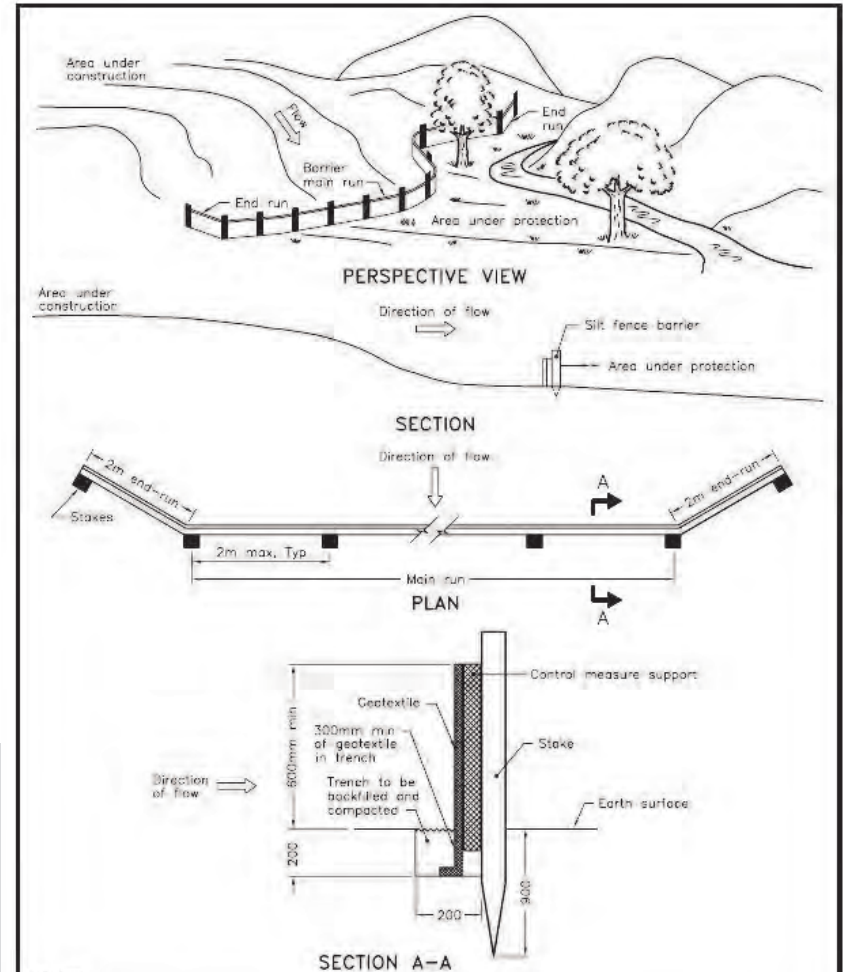 Area under
construction
Flow
End
run
Barrier
main run
End run
Area under protection
PERSPECTIVE VIEW
Area under
construction
Direction of flow
Silt fence barrier
Area under protection
SECTION
Direction of flow
2m end-run
A
2m end-run
Stakes
2m max. Typ
Main run
PLAN
A
Control measure support
Geotextile
600mm min
300mm min
of geotextile
in trench
Stake
Direction
of flow
Trench to be
backfilled and
compacted
Earth surface
200
900
200
SECTION A-A